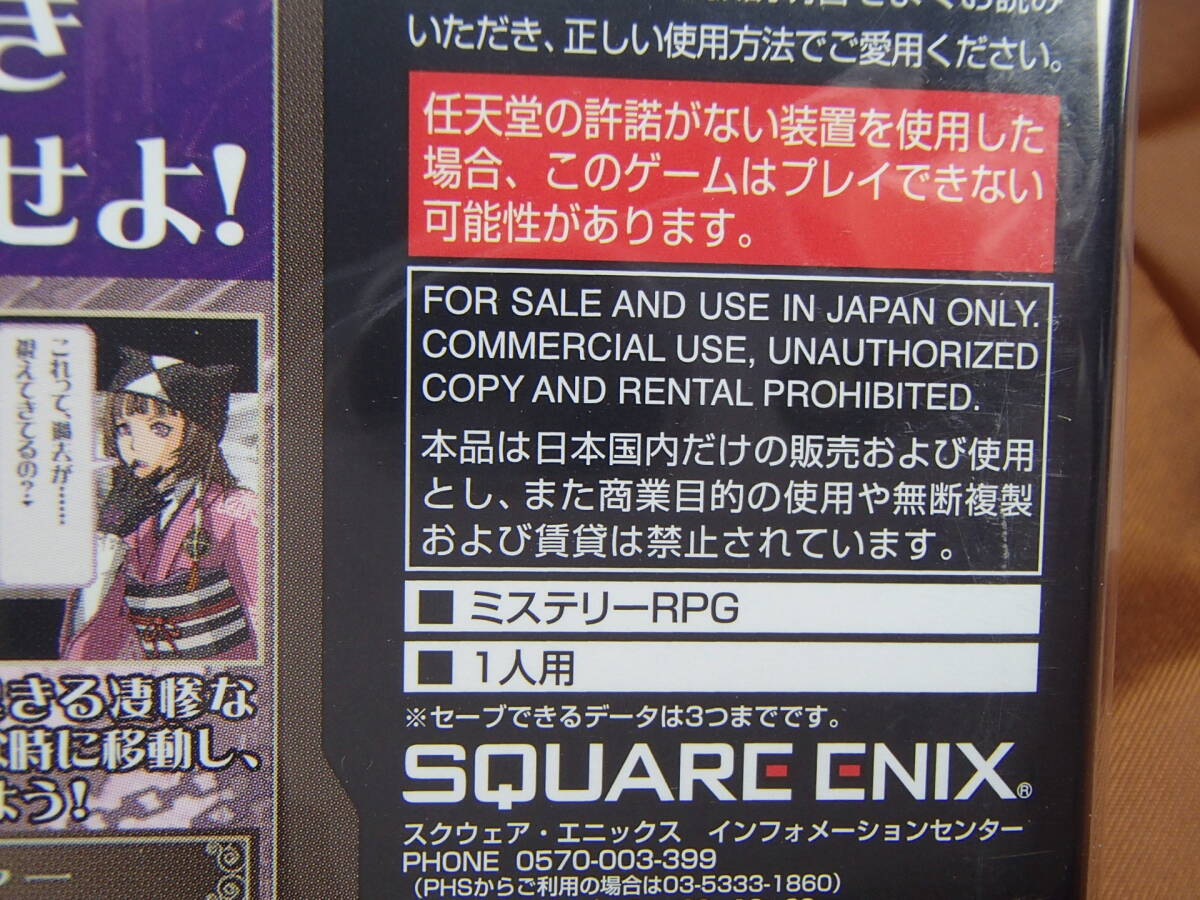 き
せよ!
これって、過去が……
視えてきてるの?
きる凄惨な
時に移動し、
よう!
いただき、正しい使用方法でご愛用ください。
任天堂の許諾がない装置を使用した
場合、このゲームはプレイできない
可能性があります。
FOR SALE AND USE IN JAPAN ONLY.
COMMERCIAL USE, UNAUTHORIZED
COPY AND RENTAL PROHIBITED.
本品は日本国内だけの販売および使用
とし、また商業目的の使用や無断複製
および賃貸は禁止されています。
■ ミステリーRPG
■ 1人用
※セーブできるデータは3つまでです。
SQUARE ENIX®
スクウェア・エニックス インフォメーションセンター
PHONE 0570-003-399
(PHSからご利用の場合は03-5333-1860)